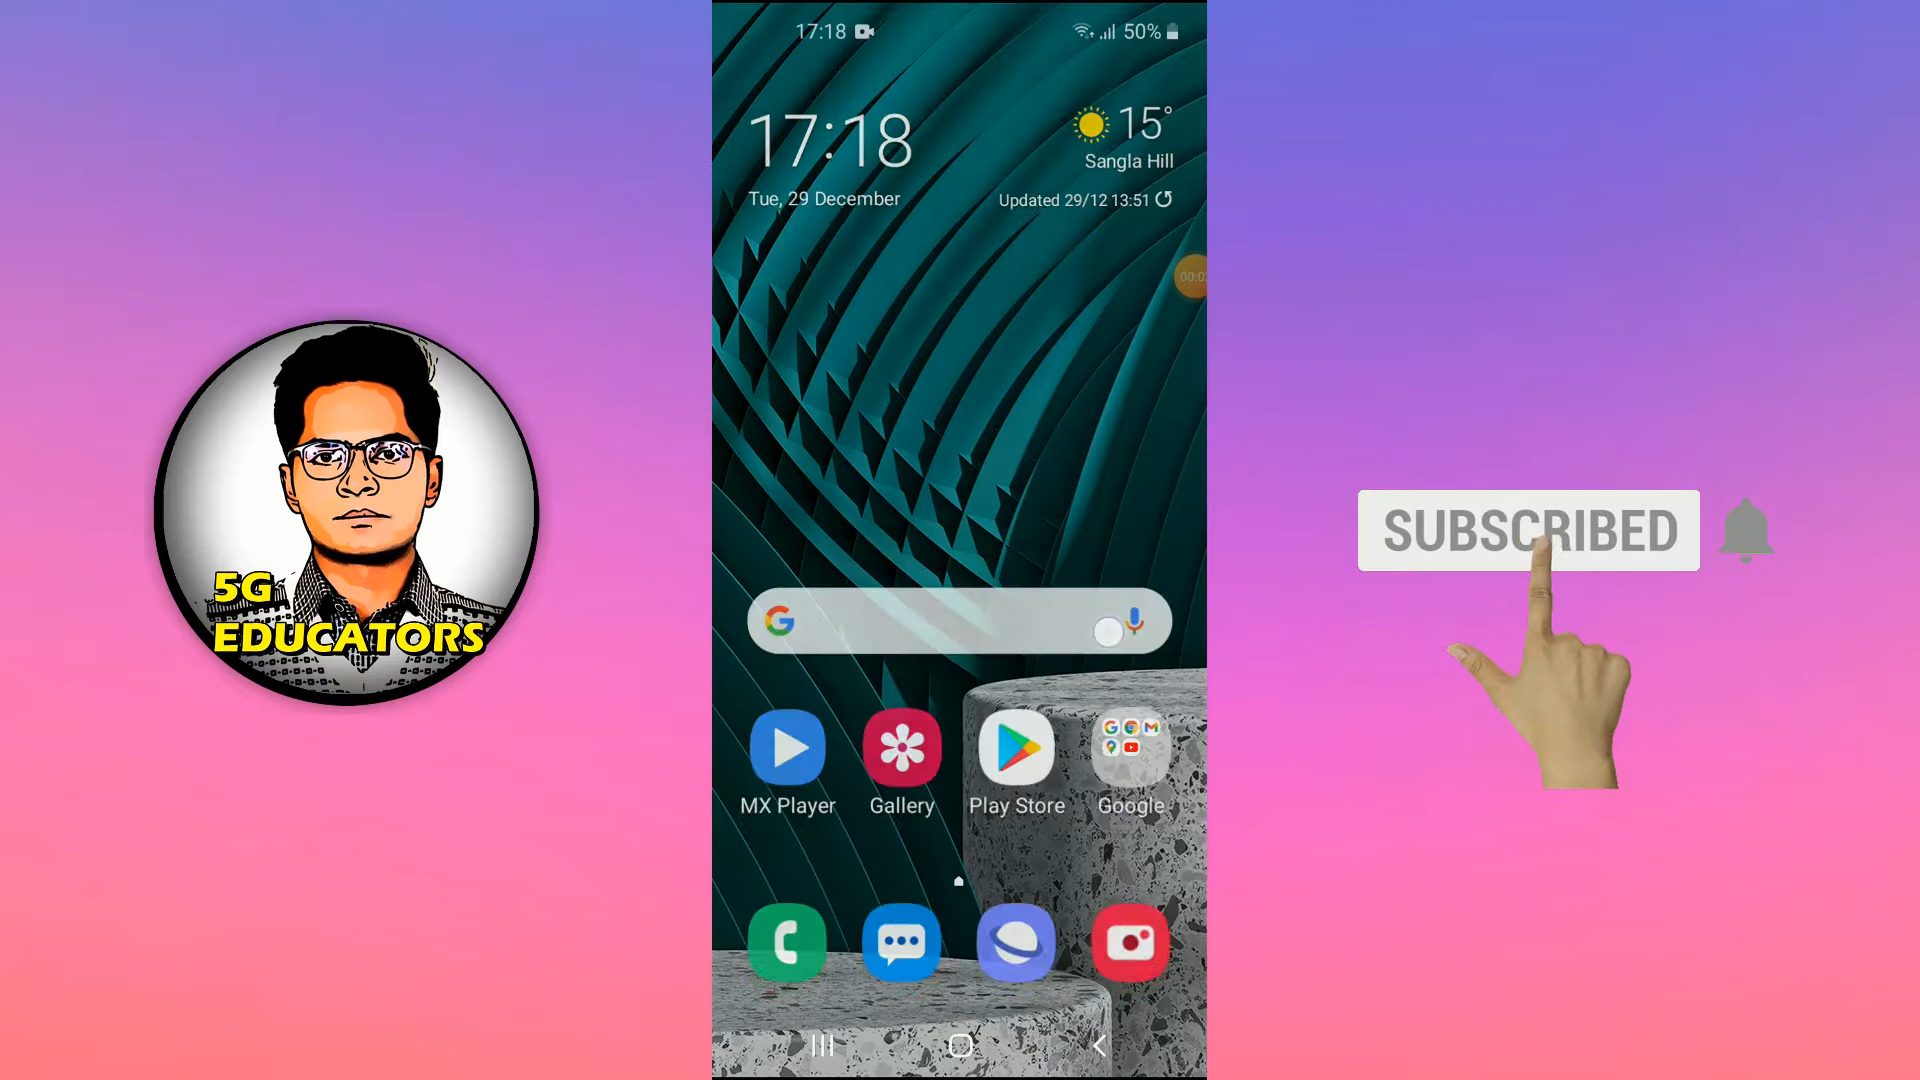 17:18
50%
17:18
15°
Sangla Hill
Tue, 29 December
Updated 29/12 13:51
G
MX Player
Gallery
Play Store
Google
5G
EDUCATORS
SUBSCRIBED